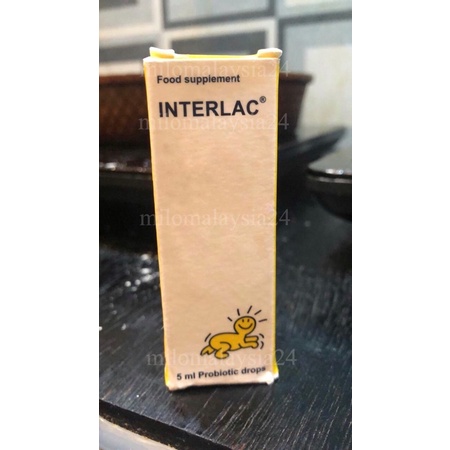 milomalaysia24
Food supplement
INTERLAC®
milomalaysia24
milomalaysia24
5 ml Probiotic drops